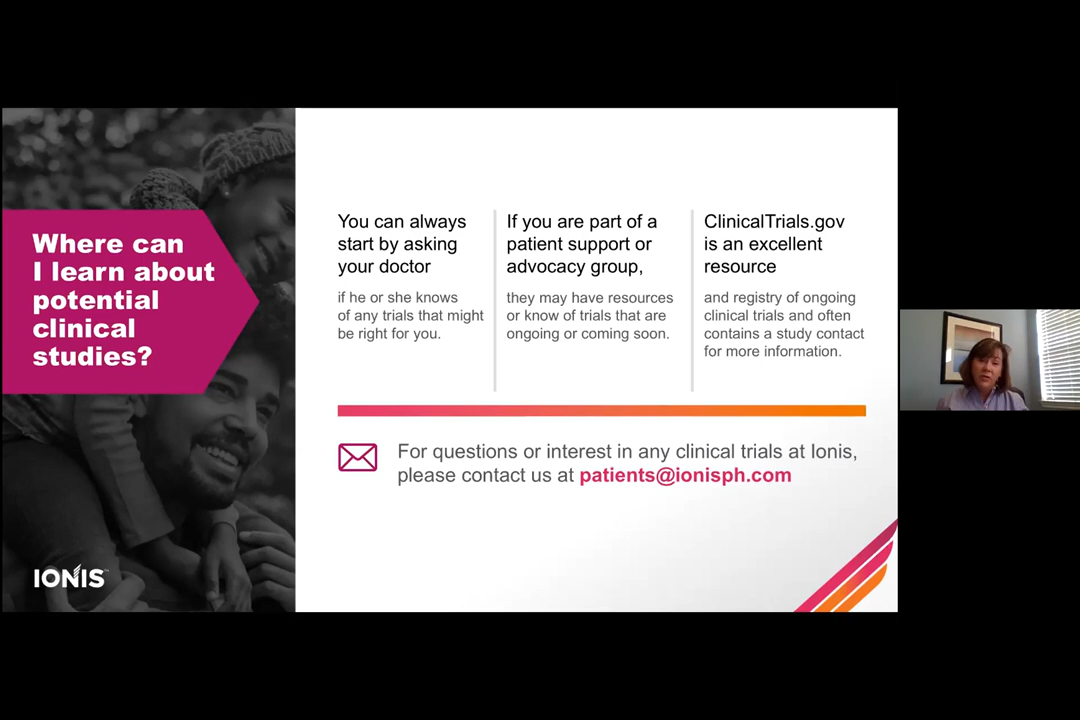 Where can
I learn about
potential
clinical
studies?
You can always
start by asking
your doctor
if he or she knows
of any trials that might
be right for you.
If you are part of a
patient support or
advocacy group,
they may have resources
or know of trials that are
ongoing or coming soon.
ClinicalTrials.gov
is an excellent
resource
and registry of ongoing
clinical trials and often
contains a study contact
for more information.
For questions or interest in any clinical trials at Ionis,
please contact us at patients@ionisph.com
IONIS